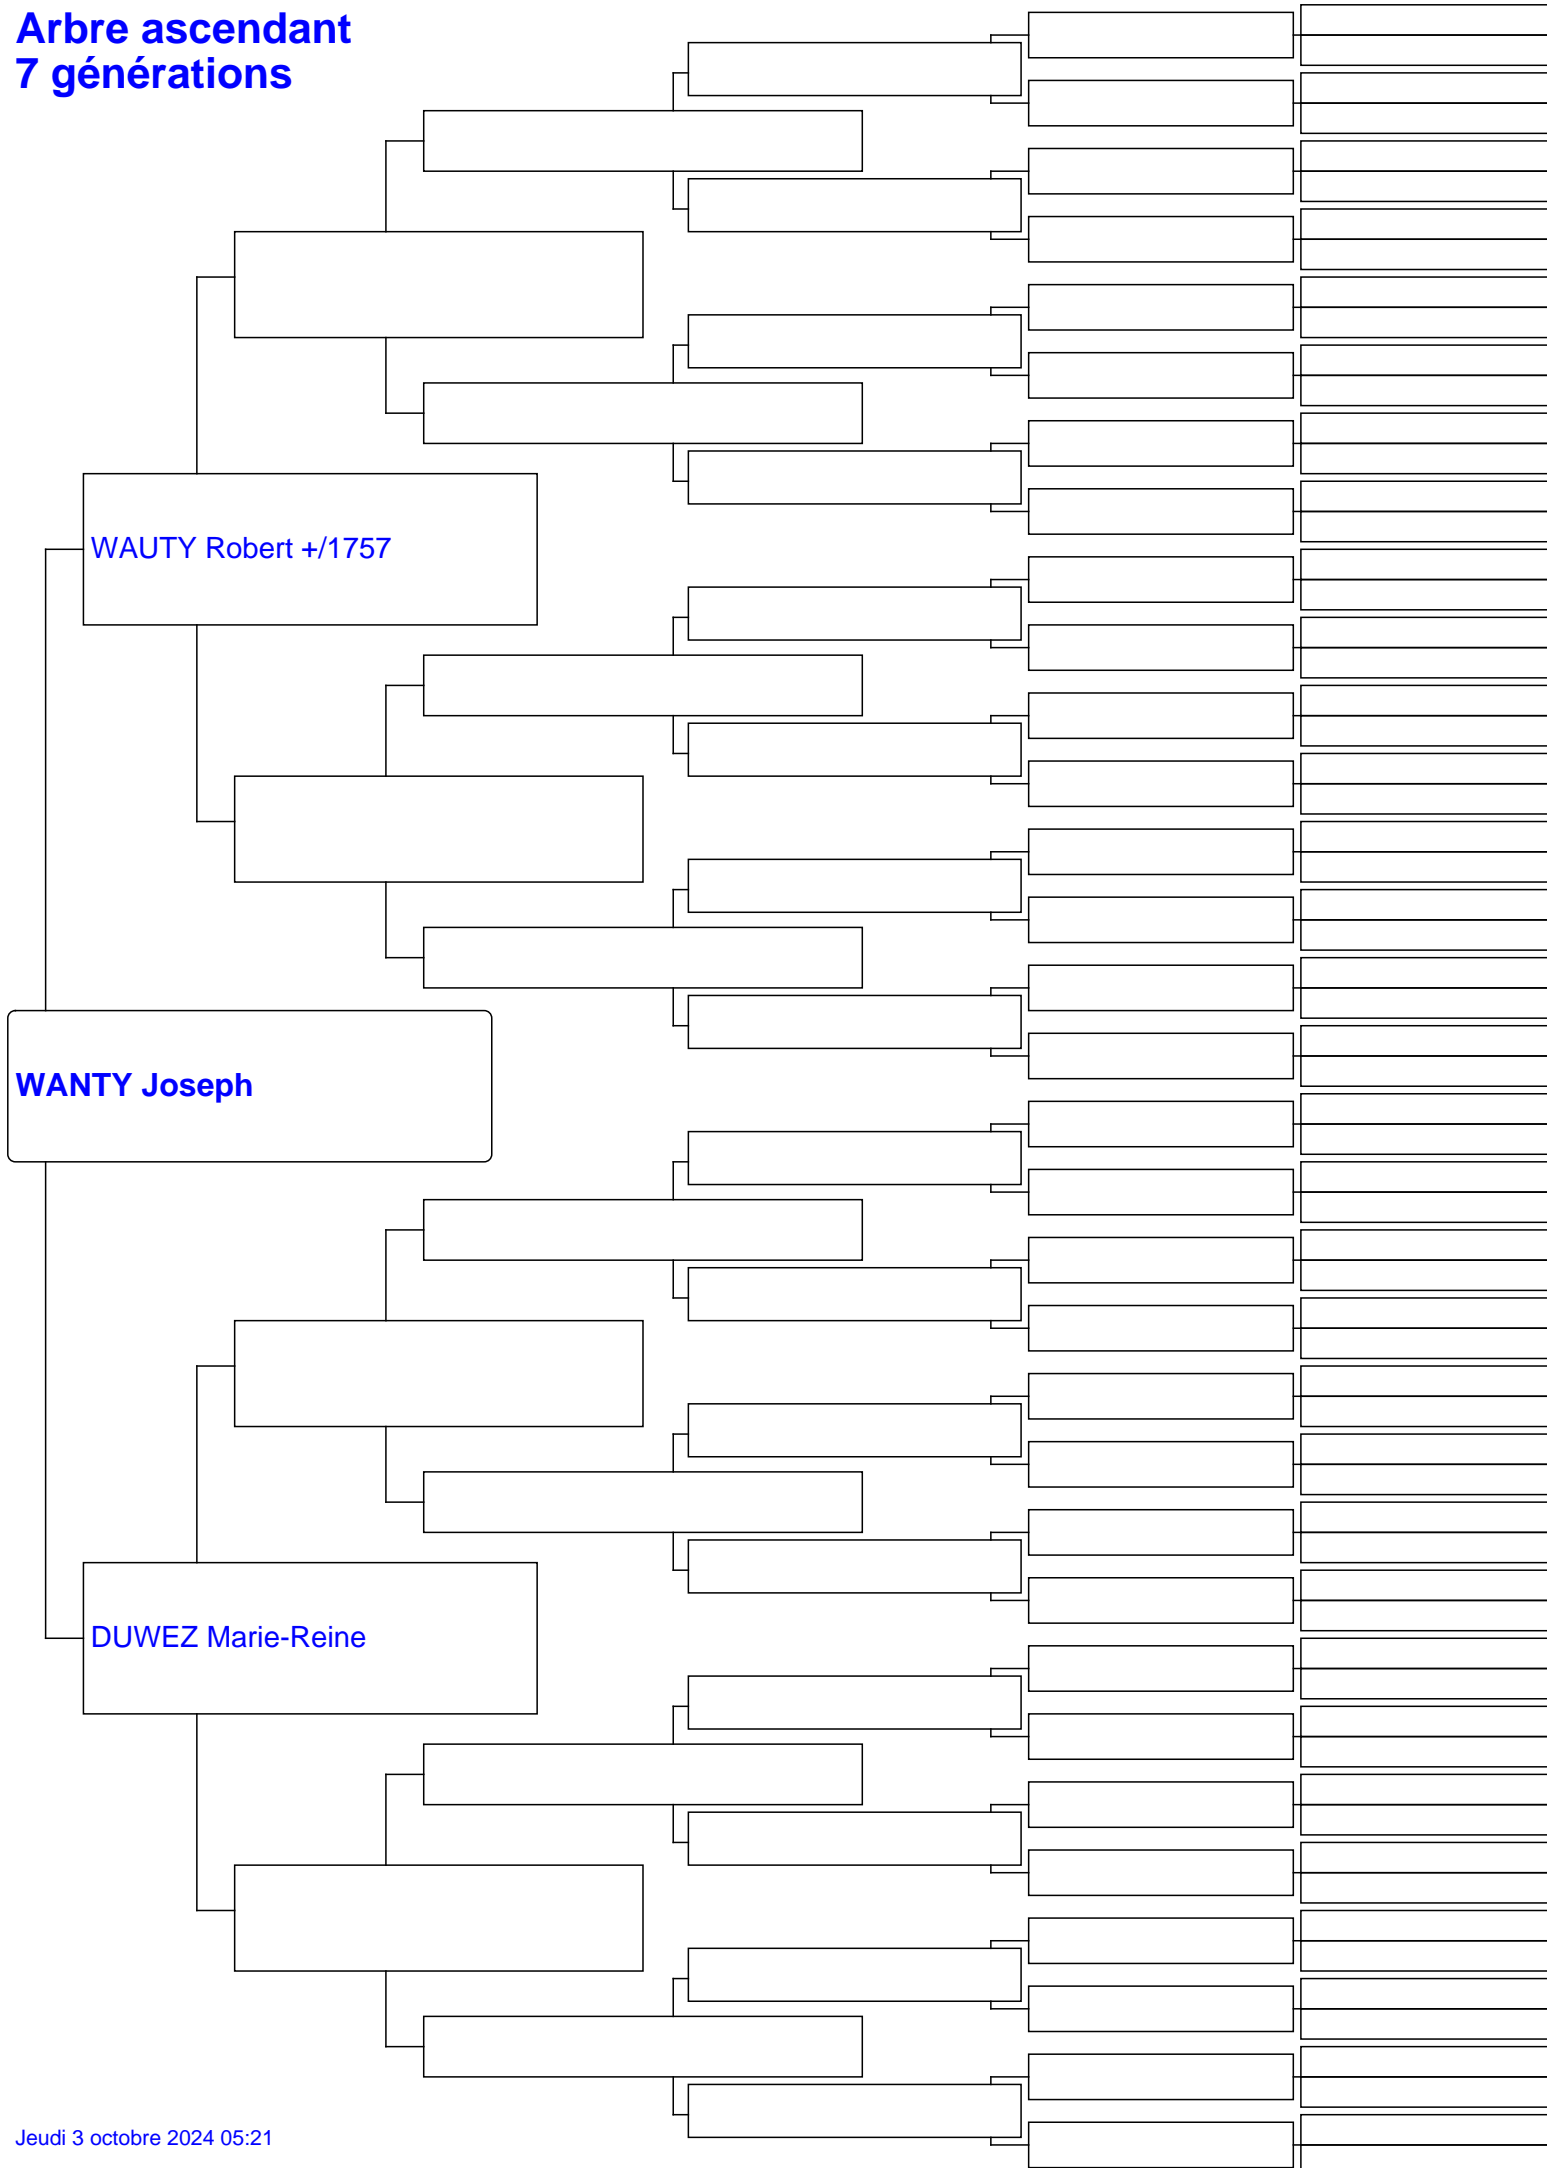 Arbre ascendant
7 générations
WAUTY Robert +/1757
WANTY Joseph
DUWEZ Marie-Reine
Jeudi 3 octobre 2024 05:21